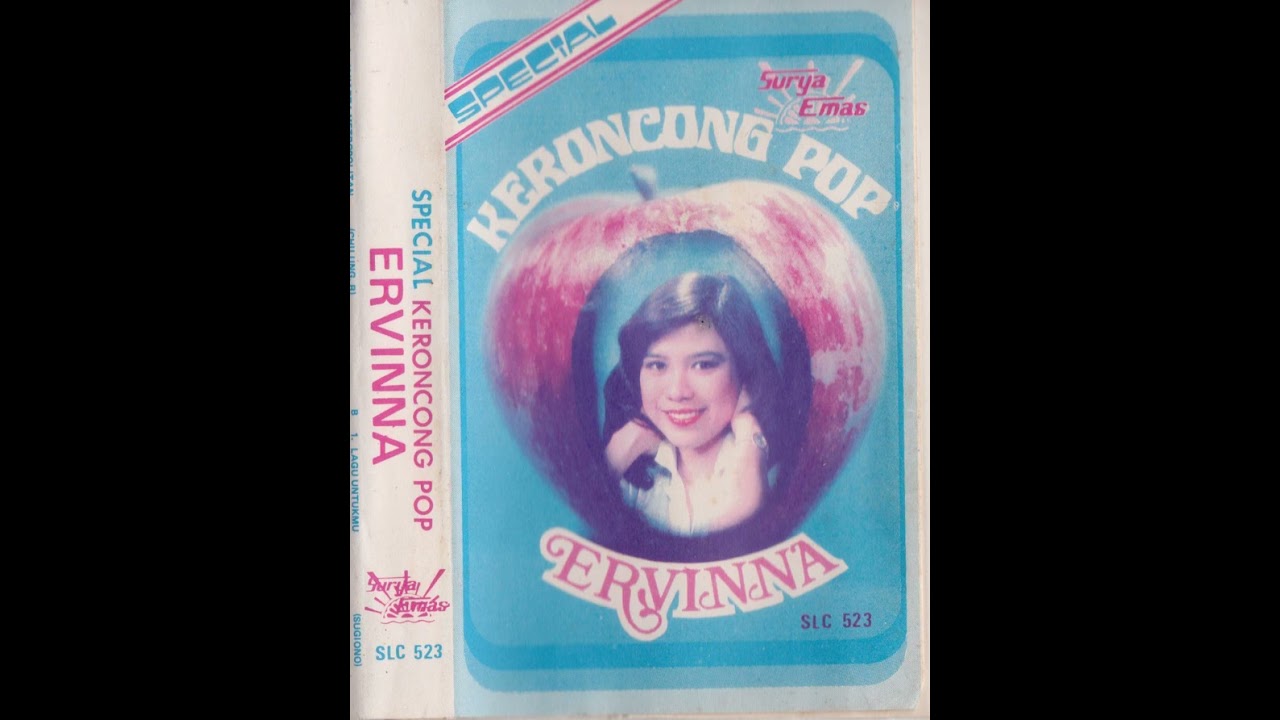 SPECIAL
Surya
Emas
KERONCONG POP
ERVINNA
SLC 523
SPECIAL KERONCONG POP
ERVINNA
Surya
Emas
SLC 523
(CHILUNG. B)
B 1. LAGU UNTUKMU
(SUGIONO)